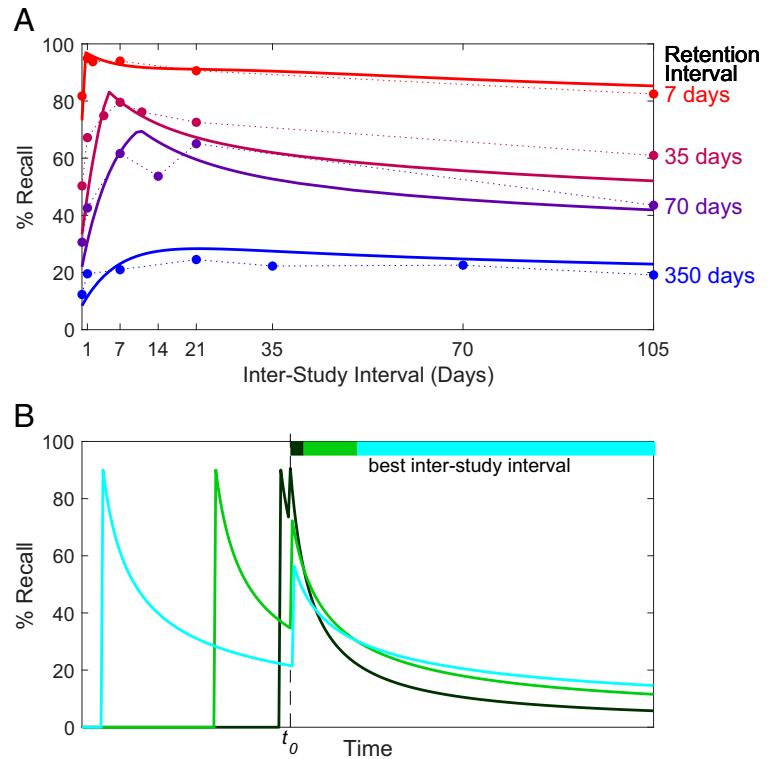 A
100
80
60
40
20
0
% Recall
1 7 14 21 35 70 105
Inter-Study Interval (Days)
Retention
Interval
7 days
35 days
70 days
350 days
B
100
80
60
40
20
0
% Recall
best inter-study interval
t0
Time